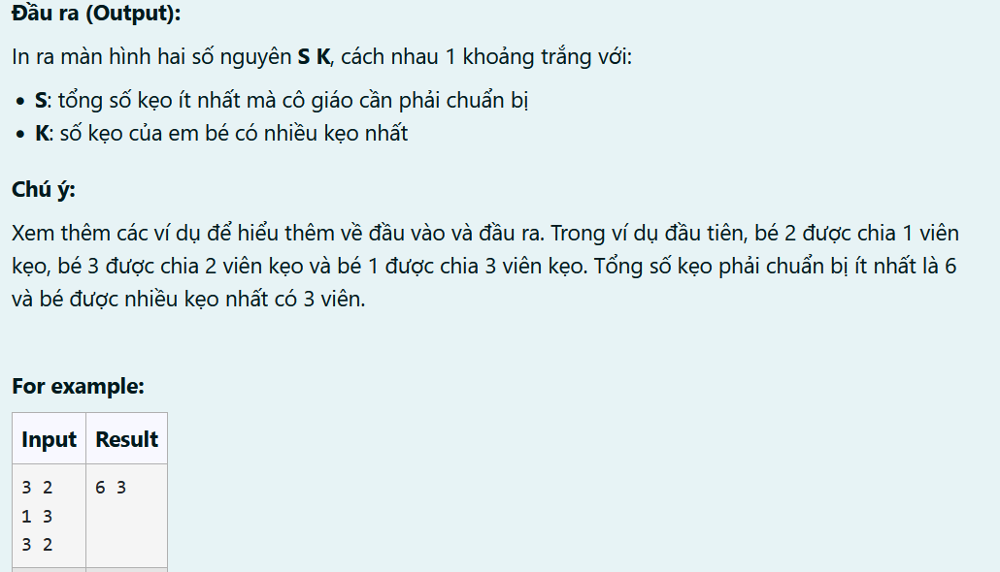 Đầu ra (Output):
In ra màn hình hai số nguyên S K, cách nhau 1 khoảng trắng với:
• S: tổng số kẹo ít nhất mà cô giáo cần phải chuẩn bị
• K: số kẹo của em bé có nhiều kẹo nhất
Chú ý:
Xem thêm các ví dụ để hiểu thêm về đầu vào và đầu ra. Trong ví dụ đầu tiên, bé 2 được chia 1 viên
kẹo, bé 3 được chia 2 viên kẹo và bé 1 được chia 3 viên kẹo. Tổng số kẹo phải chuẩn bị ít nhất là 6
và bé được nhiều kẹo nhất có 3 viên.
For example:
Input Result
3 2 6 3
1 3
3 2